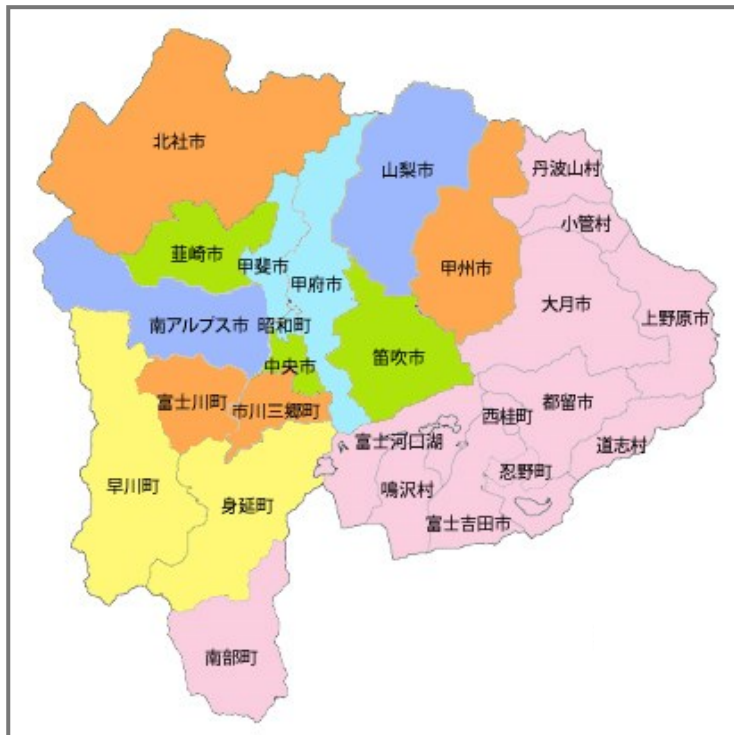 北杜市
山梨市
丹波山村
小管村
韮崎市
甲斐市
甲府市
甲州市
大月市
上野原市
南アルプス市
昭和町
中央市
笛吹市
富士川町
市川三郷町
西桂町
都留市
富士河口湖
道志村
早川町
身延町
鳴沢村
忍野町
富士吉田市
南部町